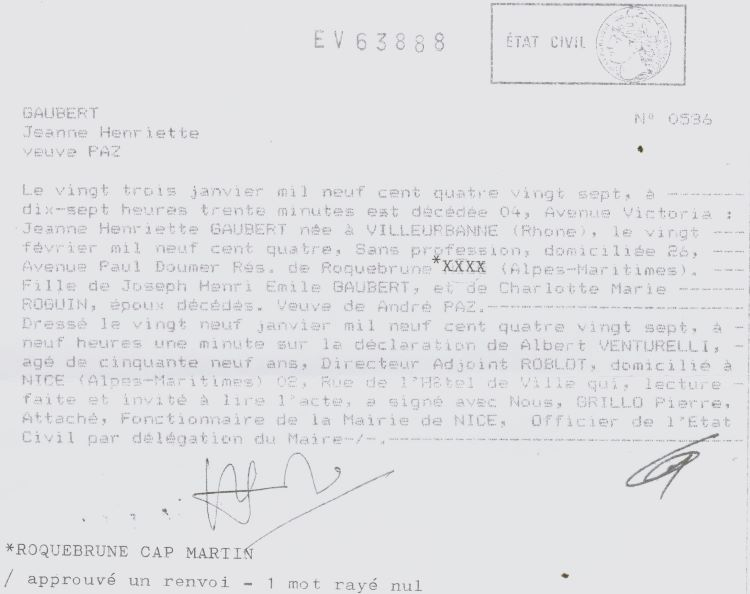 EV63888
ÉTAT CIVIL
GAUBERT
Jeanne Henriette
veuve PAZ
N° 0586
Le vingt trois janvier mil neuf cent quatre vingt sept, à -------
dix-sept heures trente minutes est décédée 04, Avenue Victoria :
Jeanne Henriette GAUBERT née à VILLEURBANNE (Rhone), le vingt ----
février mil neuf cent quatre, Sans profession, domiciliée 26, ---
Avenue Paul Doumer Rés. de Roquebrune *XXXX (Alpes-Maritimes). --
Fille de Joseph Henri Emile GAUBERT, et de Charlotte Marie ------
ROGUIN, époux décédés. Veuve de André PAZ.-----------------------
Dressé le vingt neuf janvier mil neuf cent quatre vingt sept, à -
neuf heures une minute sur la déclaration de Albert VENTURELLI, -
agé de cinquante neuf ans, Directeur Adjoint ROBLOT, domicilié à
NICE (Alpes-Maritimes) 02, Rue de l'Hôtel de Ville qui, lecture -
faite et invité à lire l'acte, a signé avec Nous, GRILLO Pierre,
Attaché, Fonctionnaire de la Mairie de NICE, Officier de l'Etat
Civil par délégation du Maire-/-.--------------------------------
*ROQUEBRUNE CAP MARTIN
/ approuvé un renvoi - 1 mot rayé nul